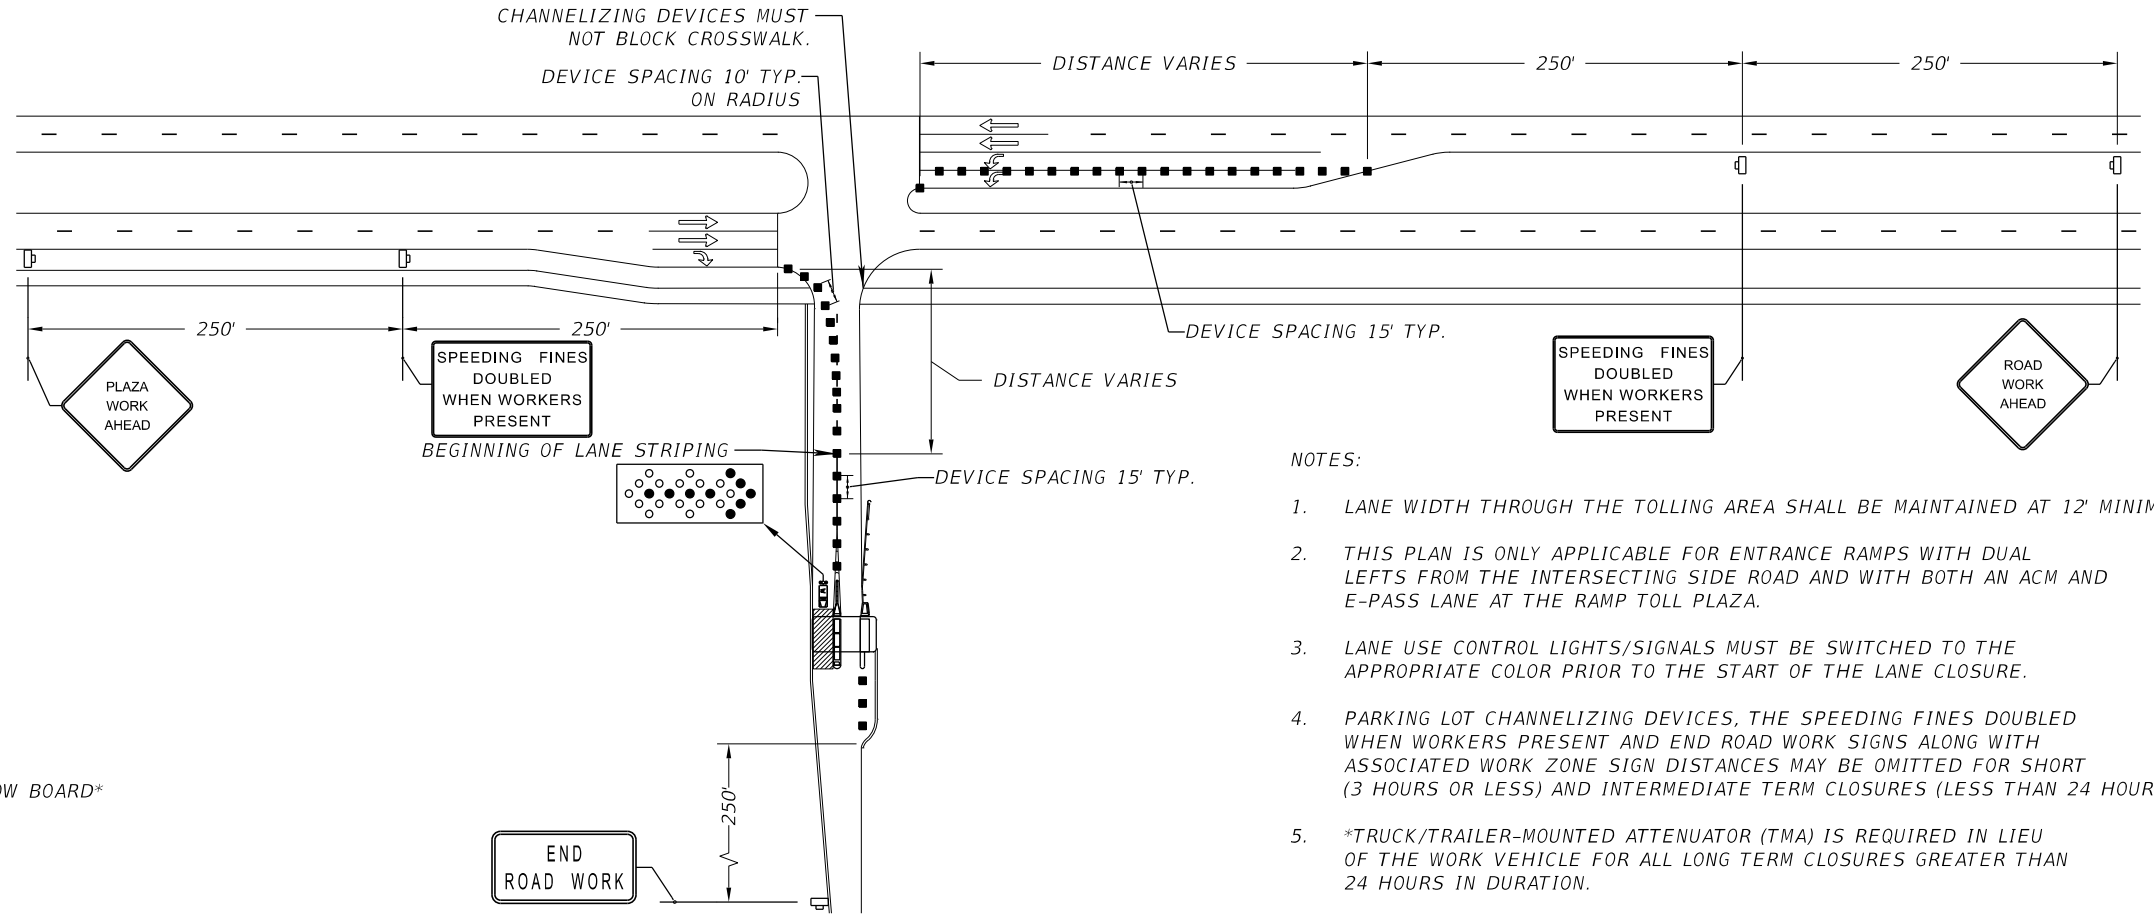 CHANNELIZING DEVICES MUST
NOT BLOCK CROSSWALK.
DEVICE SPACING 10' TYP.
ON RADIUS
DISTANCE VARIES
250'
250'
250'
250'
DEVICE SPACING 15' TYP.
PLAZA
WORK
AHEAD
SPEEDING FINES
DOUBLED
WHEN WORKERS
PRESENT
DISTANCE VARIES
SPEEDING FINES
DOUBLED
WHEN WORKERS
PRESENT
ROAD
WORK
AHEAD
BEGINNING OF LANE STRIPING
DEVICE SPACING 15' TYP.
NOTES:
1. LANE WIDTH THROUGH THE TOLLING AREA SHALL BE MAINTAINED AT 12' MINIM
2. THIS PLAN IS ONLY APPLICABLE FOR ENTRANCE RAMPS WITH DUAL
LEFTS FROM THE INTERSECTING SIDE ROAD AND WITH BOTH AN ACM AND
E-PASS LANE AT THE RAMP TOLL PLAZA.
3. LANE USE CONTROL LIGHTS/SIGNALS MUST BE SWITCHED TO THE
APPROPRIATE COLOR PRIOR TO THE START OF THE LANE CLOSURE.
4. PARKING LOT CHANNELIZING DEVICES, THE SPEEDING FINES DOUBLED
WHEN WORKERS PRESENT AND END ROAD WORK SIGNS ALONG WITH
ASSOCIATED WORK ZONE SIGN DISTANCES MAY BE OMITTED FOR SHORT
(3 HOURS OR LESS) AND INTERMEDIATE TERM CLOSURES (LESS THAN 24 HOUR
5. *TRUCK/TRAILER-MOUNTED ATTENUATOR (TMA) IS REQUIRED IN LIEU
OF THE WORK VEHICLE FOR ALL LONG TERM CLOSURES GREATER THAN
24 HOURS IN DURATION.
OW BOARD*
250'
END
ROAD WORK